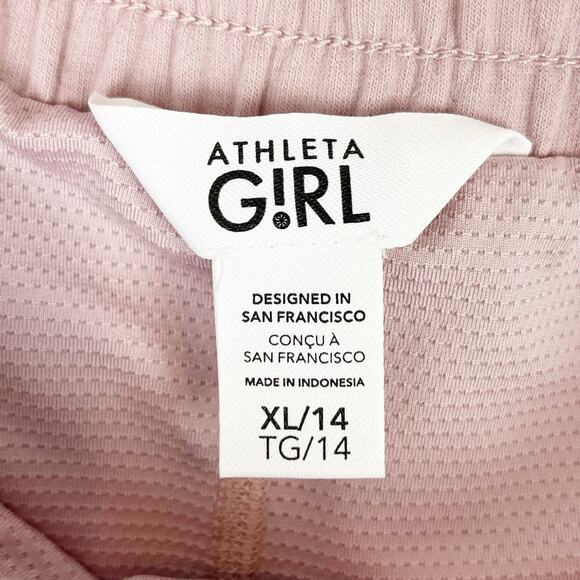 ATHLETA
G!RL
DESIGNED IN
SAN FRANCISCO
CONÇU À
SAN FRANCISCO
MADE IN INDONESIA
XL/14
TG/14